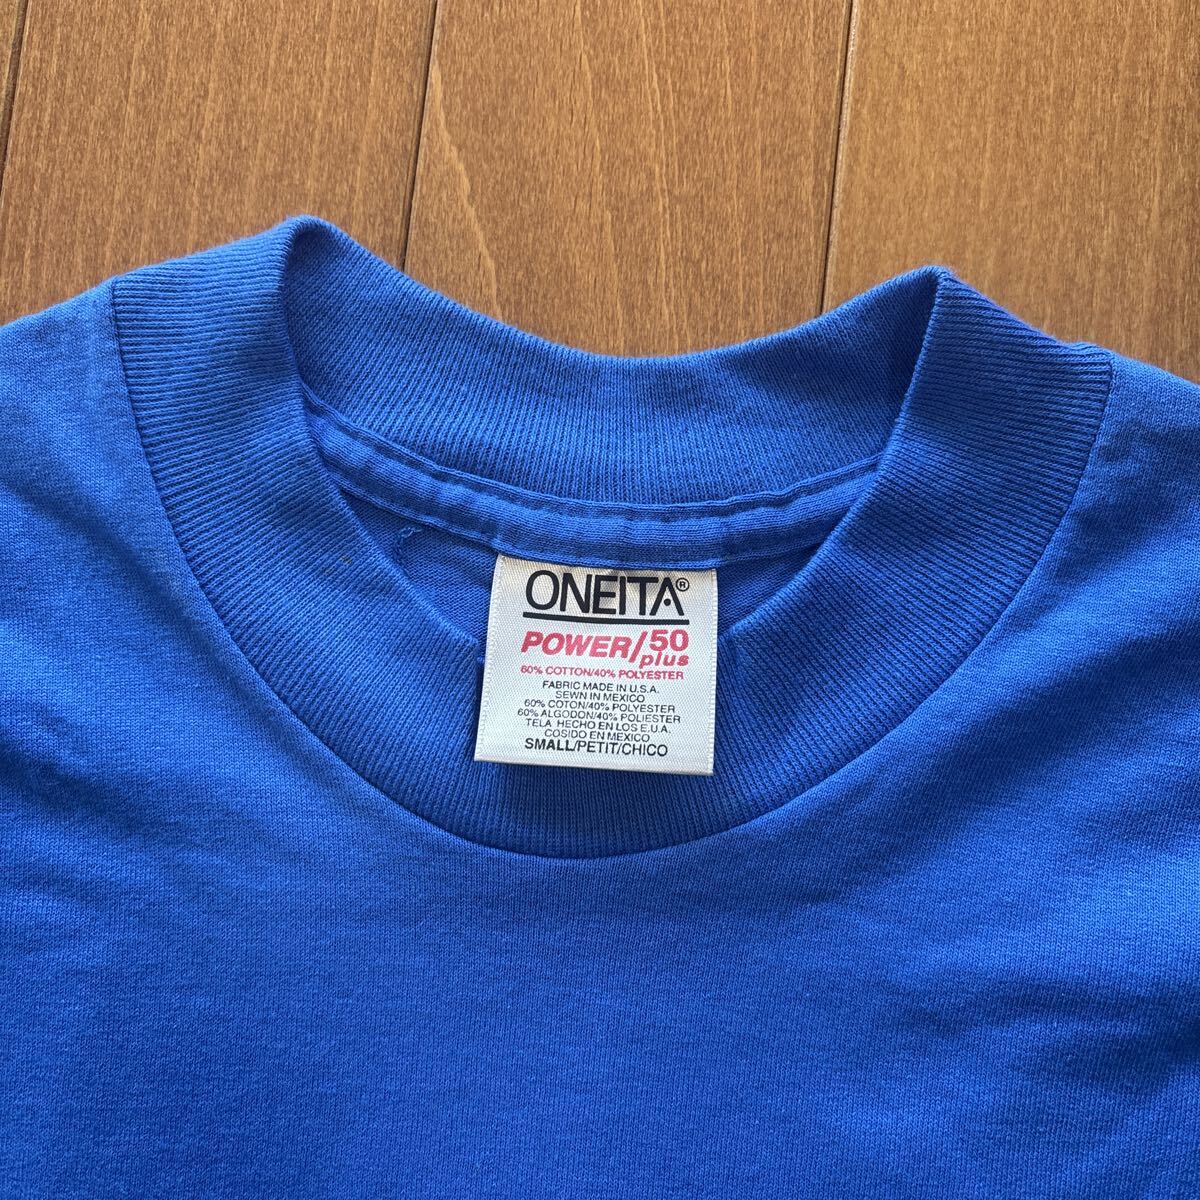 ONEITA®
POWER/50 plus
60% COTTON/40% POLYESTER
FABRIC MADE IN U.S.A.
SEWN IN MEXICO
60% COTON/40% POLYESTER
60% ALGODON/40% POLIESTER
TELA HECHO EN LOS E.U.A.
COSIDO EN MEXICO
SMALL/PETIT/CHICO